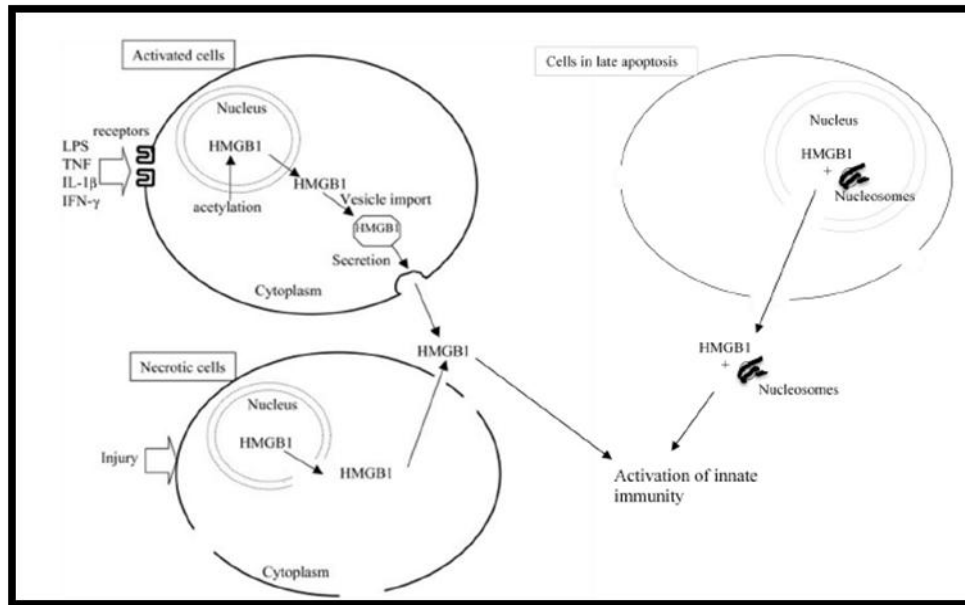 Activated cells
Nucleus
HMGB1
acetylation
receptors
LPS
TNF
IL-1β
IFN-γ
HMGB1
Vesicle import
HMGB1
Secretion
Cytoplasm
HMGB1
Necrotic cells
Nucleus
HMGB1
HMGB1
Injury
Cytoplasm
Cells in late apoptosis
Nucleus
HMGB1
+
Nucleosomes
HMGB1
+
Nucleosomes
Activation of innate
immunity